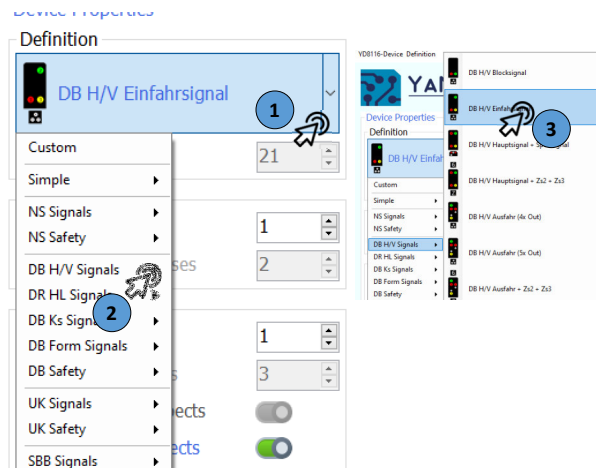 Device Properties
Definition
DB H/V Einfahrsignal
1
21
Custom
Simple
NS Signals
NS Safety
DB H/V Signals
DR HL Signals
DB Ks
2
DB Form Signals
DB Safety
UK Signals
UK Safety
SBB Signals
1
2
1
3
YD8116-Device Definition
Device Properties
Definition
DB H/V
Custom
Simple
NS Signals
NS Safety
DB H/V Signals
DR HL Signals
DB Ks Signals
DB Form Signals
DB Safety
DB H/V Blocksignal
DB H/V
3
DB H/V Hauptsignal +
DB H/V Hauptsignal + Zs2 + Zs3
DB H/V Ausfahr (4x Out)
DB H/V Ausfahr (5x Out)
DB H/V Ausfahr + Zs2 + Zs3